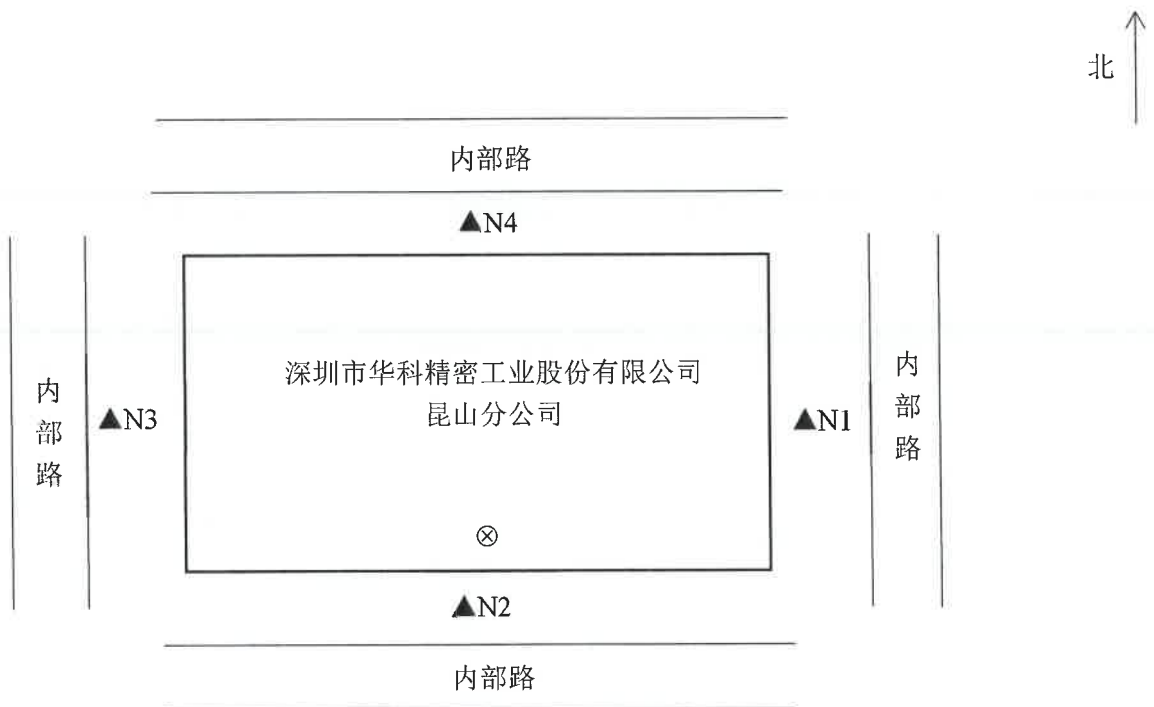 北
内部路
▲N4
深圳市华科精密工业股份有限公司
昆山分公司
内
部
路
▲N3
▲N1
内
部
路
⊗
▲N2
内部路